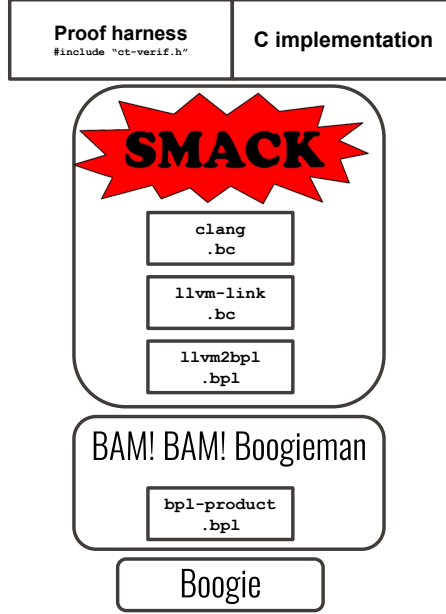 Proof harness
#include “ct-verif.h”
C implementation
SMACK
clang
.bc
llvm-link
.bc
llvm2bpl
.bpl
BAM! BAM! Boogieman
bpl-product
.bpl
Boogie